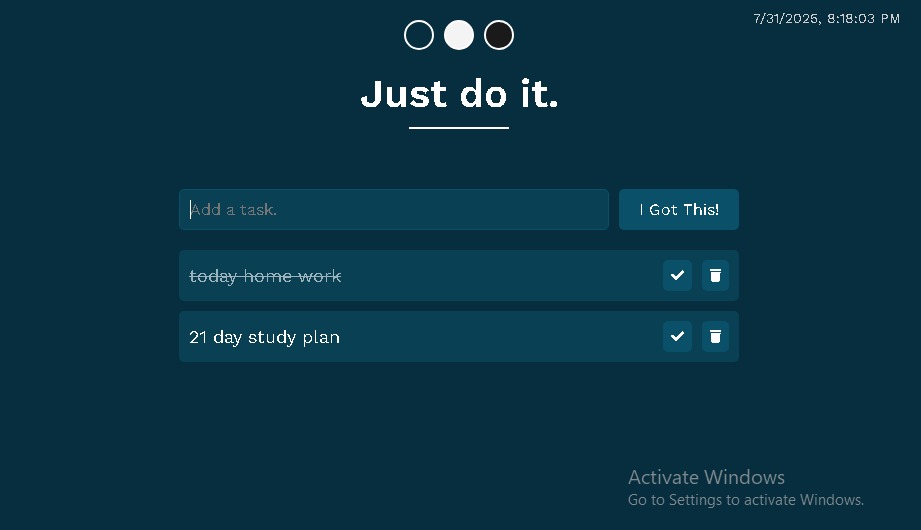 7/31/2025, 8:18:03 PM
Just do it.
Add a task.
I Got This!
today home work
21 day study plan
Activate Windows
Go to Settings to activate Windows.